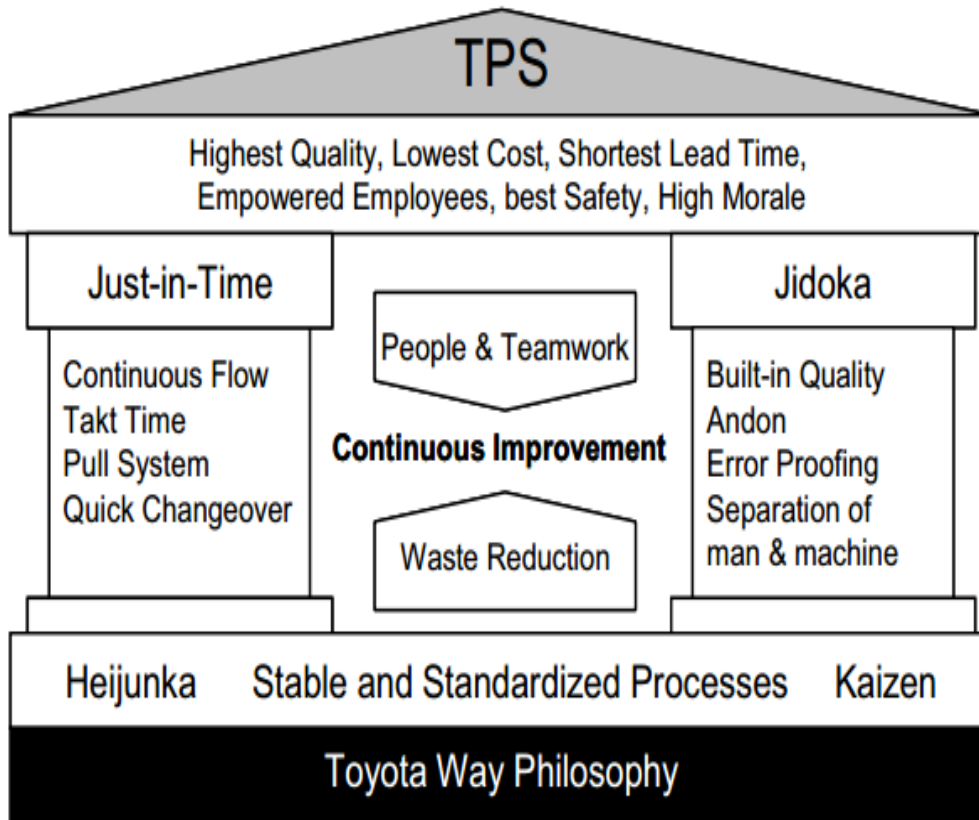 TPS
Highest Quality, Lowest Cost, Shortest Lead Time,
Empowered Employees, best Safety, High Morale
Just-in-Time
Continuous Flow
Takt Time
Pull System
Quick Changeover
People & Teamwork
Continuous Improvement
Waste Reduction
Jidoka
Built-in Quality
Andon
Error Proofing
Separation of
man & machine
Heijunka Stable and Standardized Processes Kaizen
Toyota Way Philosophy